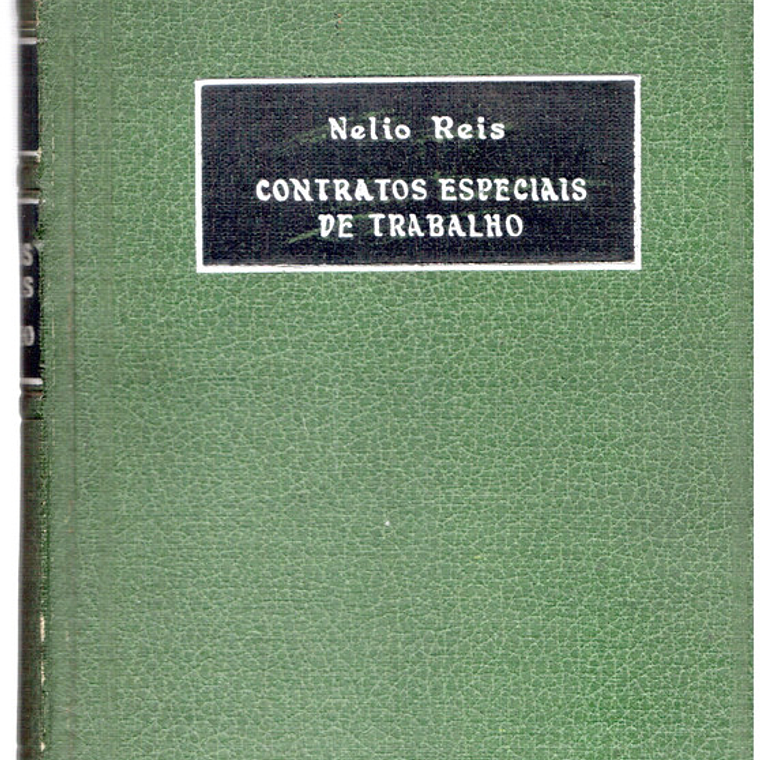 Nelio Reis
CONTRATOS ESPECIAIS
DE TRABALHO